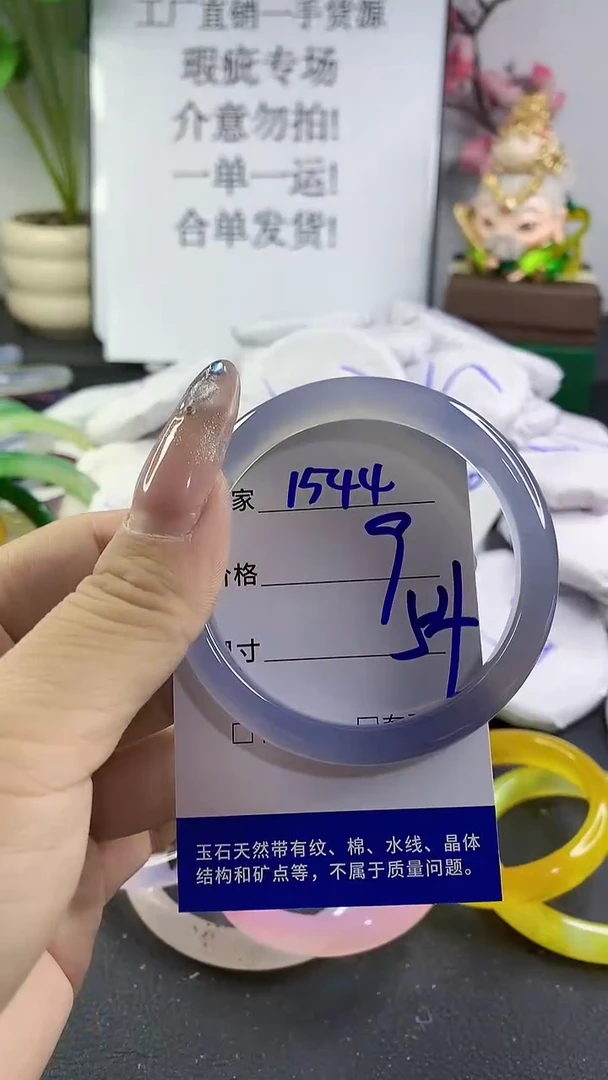 工厂直销一手货源
瑕疵专场
介意勿拍!
一单一运!
合单发货!
家 1544
价格 9
尺寸 54
玉石天然带有纹、棉、水线、晶体
结构和矿点等，不属于质量问题。